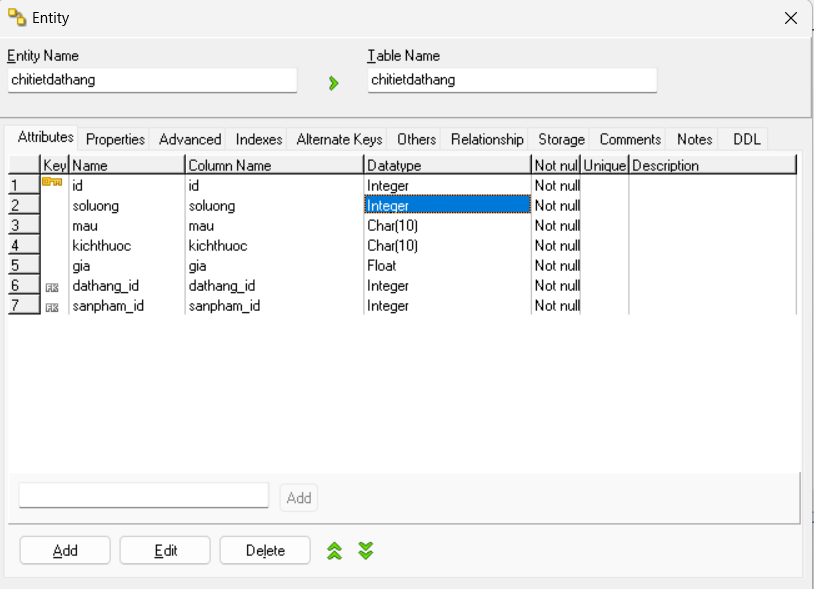 Entity
Entity Name
Table Name
chitietdathang
chitietdathang
Attributes Properties Advanced Indexes Alternate Keys Others Relationship Storage Comments Notes DDL
Key Name Column Name Datatype Not nul Unique Description
1 id id Integer Not null
2 soluong soluong Integer Not null
3 mau mau Char(10) Not null
4 kichthuoc kichthuoc Char(10) Not null
5 gia gia Float Not null
6 dathang_id dathang_id Integer Not null
7 sanpham_id sanpham_id Integer Not null
Add
Add Edit Delete